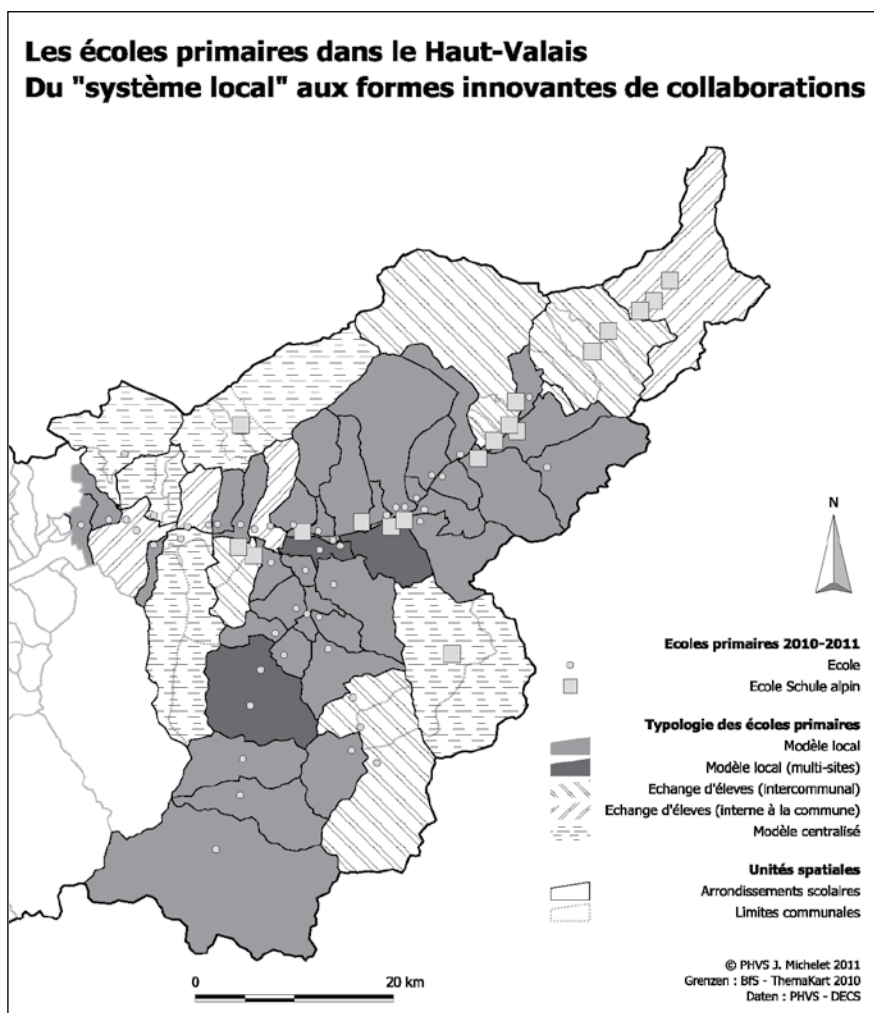 Les écoles primaires dans le Haut-Valais
Du "système local" aux formes innovantes de collaborations
N
Ecoles primaires 2010-2011
Ecole
Ecole Schule alpin
Typologie des écoles primaires
Modèle local
Modèle local (multi-sites)
Echange d'éleves (intercommunal)
Echange d'éleves (interne à la commune)
Modèle centralisé
Unités spatiales
Arrondissements scolaires
Limites communales
0 20 km
© PHVS J. Michelet 2011
Grenzen : BfS - ThemaKart 2010
Daten : PHVS - DECS